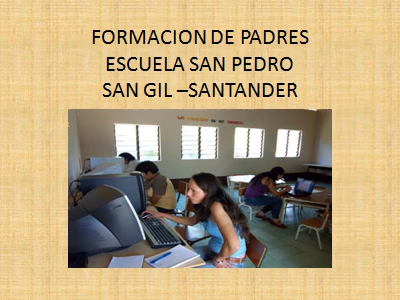 FORMACION DE PADRES
ESCUELA SAN PEDRO
SAN GIL –SANTANDER